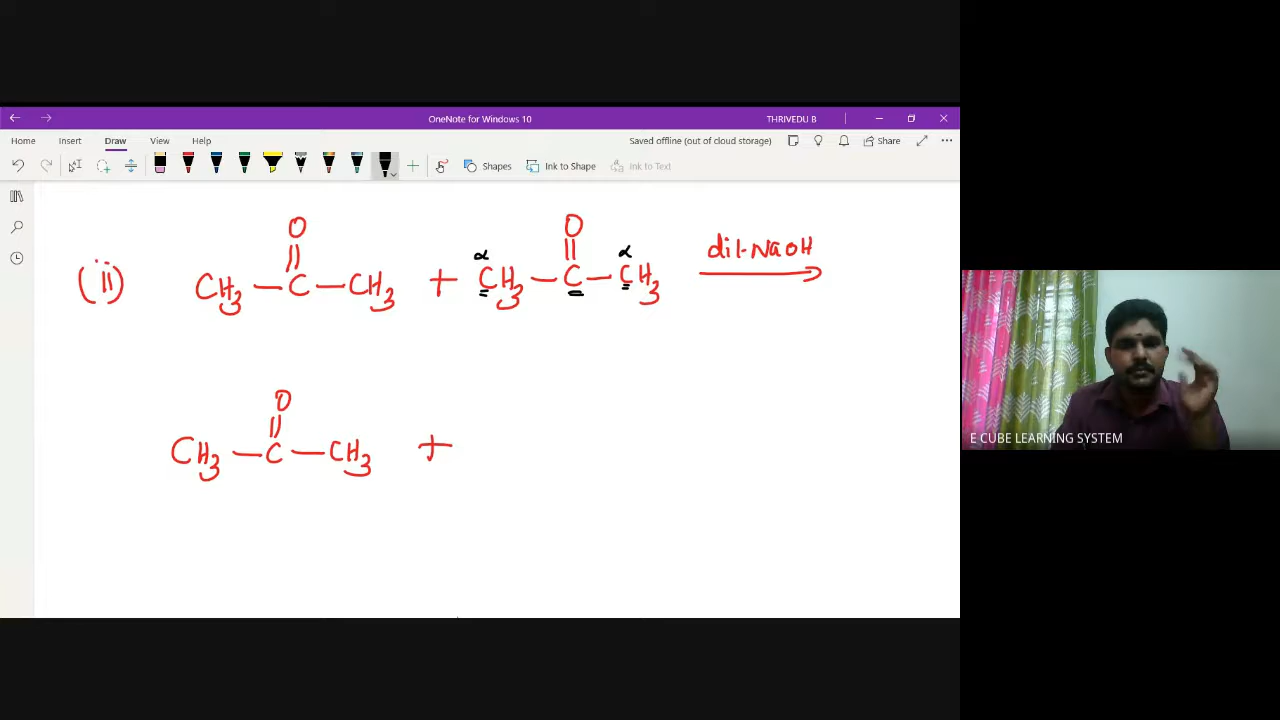 OneNote for Windows 10
THRIVEDU B
Home Insert Draw View Help
Saved offline (out of cloud storage)
Share
Shapes
Ink to Shape
Ink to Text
O O
α α
dil·NaOH
(ii) CH3 — C — CH3 + CH3 — C — CH3
O
CH3 — C — CH3 +
E CUBE LEARNING SYSTEM